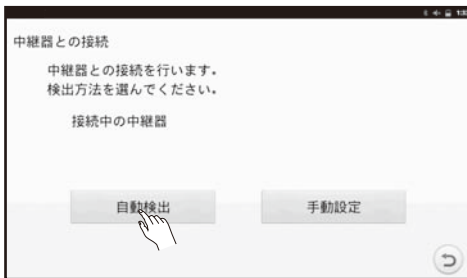 中継器との接続
中継器との接続を行います。
検出方法を選んでください。
接続中の中継器
自動検出
手動設定